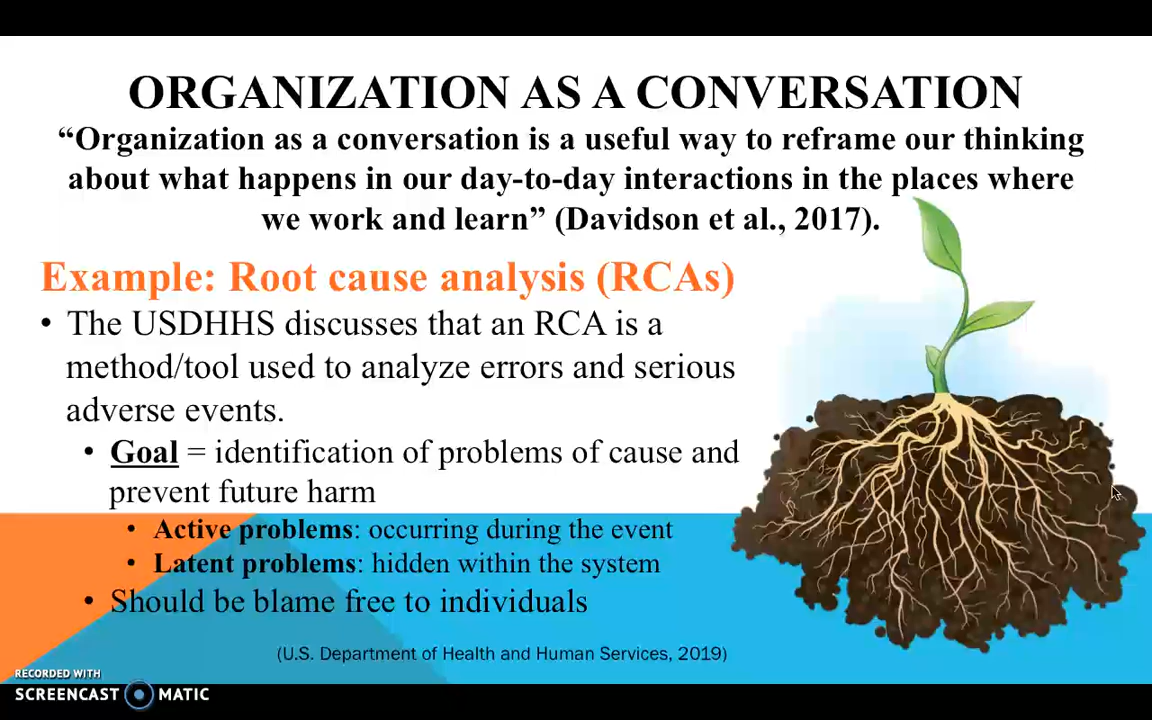 ORGANIZATION AS A CONVERSATION
“Organization as a conversation is a useful way to reframe our thinking
about what happens in our day-to-day interactions in the places where
we work and learn” (Davidson et al., 2017).
Example: Root cause analysis (RCAs)
• The USDHHS discusses that an RCA is a
method/tool used to analyze errors and serious
adverse events.
• Goal = identification of problems of cause and
prevent future harm
• Active problems: occurring during the event
• Latent problems: hidden within the system
• Should be blame free to individuals
(U.S. Department of Health and Human Services, 2019)
RECORDED WITH
SCREENCAST MATIC